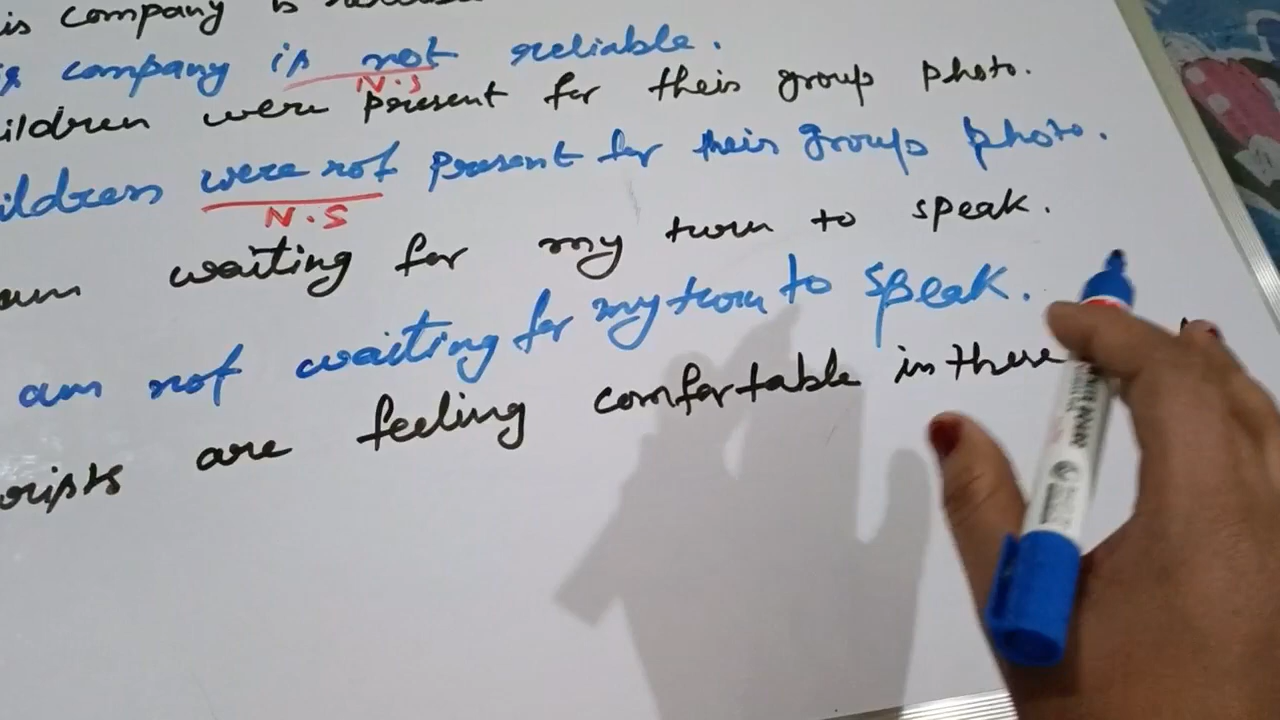 is company is
company is not reliable.
N.S
ildren were present for their group photo.
ildren were not present for their group photo.
N.S
am waiting for my turn to speak.
am not waiting for my turn to speak.
orists are feeling comfortable in there